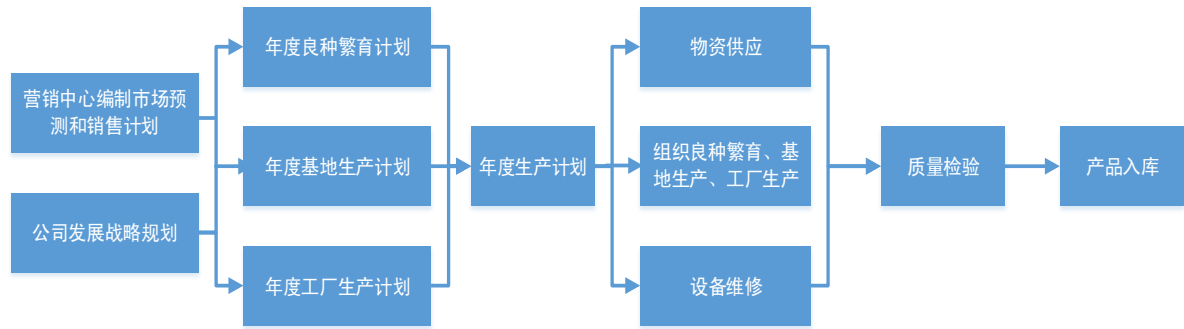 营销中心编制市场预
测和销售计划
公司发展战略规划
年度良种繁育计划
年度基地生产计划
年度工厂生产计划
年度生产计划
物资供应
组织良种繁育、基
地生产、工厂生产
设备维修
质量检验
产品入库